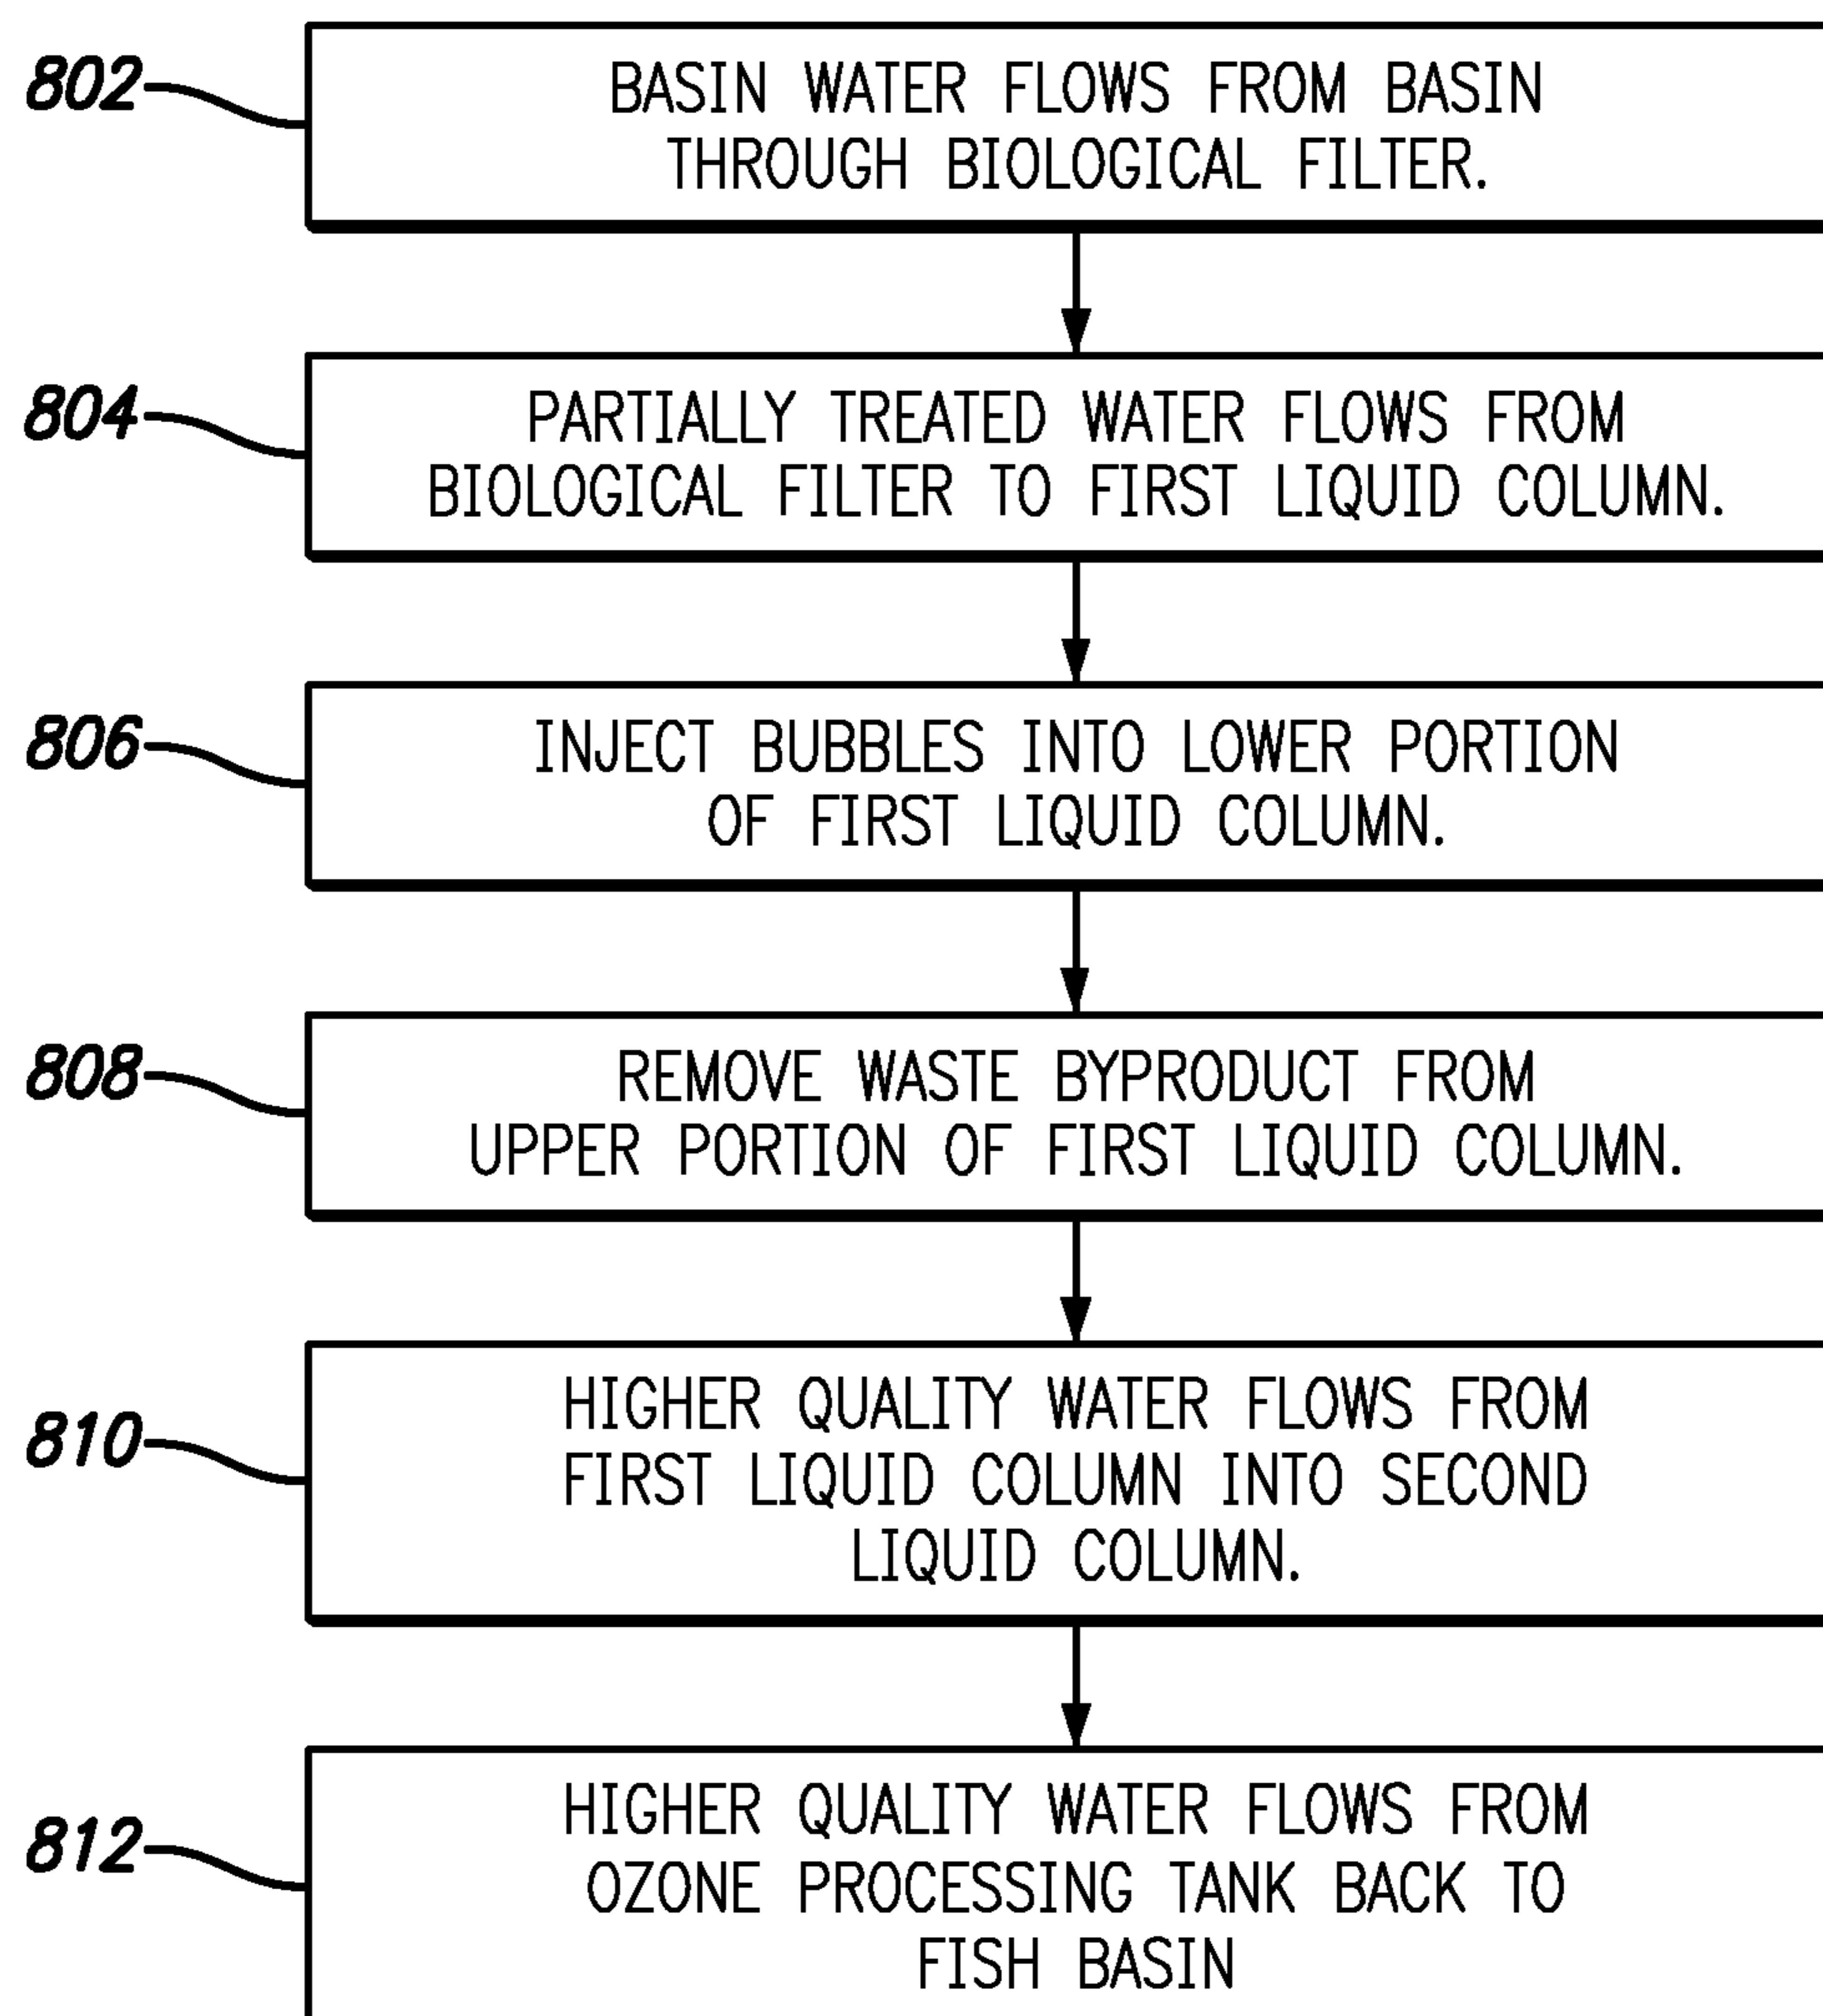 802
BASIN WATER FLOWS FROM BASIN
THROUGH BIOLOGICAL FILTER.
804
PARTIALLY TREATED WATER FLOWS FROM
BIOLOGICAL FILTER TO FIRST LIQUID COLUMN.
806
INJECT BUBBLES INTO LOWER PORTION
OF FIRST LIQUID COLUMN.
808
REMOVE WASTE BYPRODUCT FROM
UPPER PORTION OF FIRST LIQUID COLUMN.
810
HIGHER QUALITY WATER FLOWS FROM
FIRST LIQUID COLUMN INTO SECOND
LIQUID COLUMN.
812
HIGHER QUALITY WATER FLOWS FROM
OZONE PROCESSING TANK BACK TO
FISH BASIN